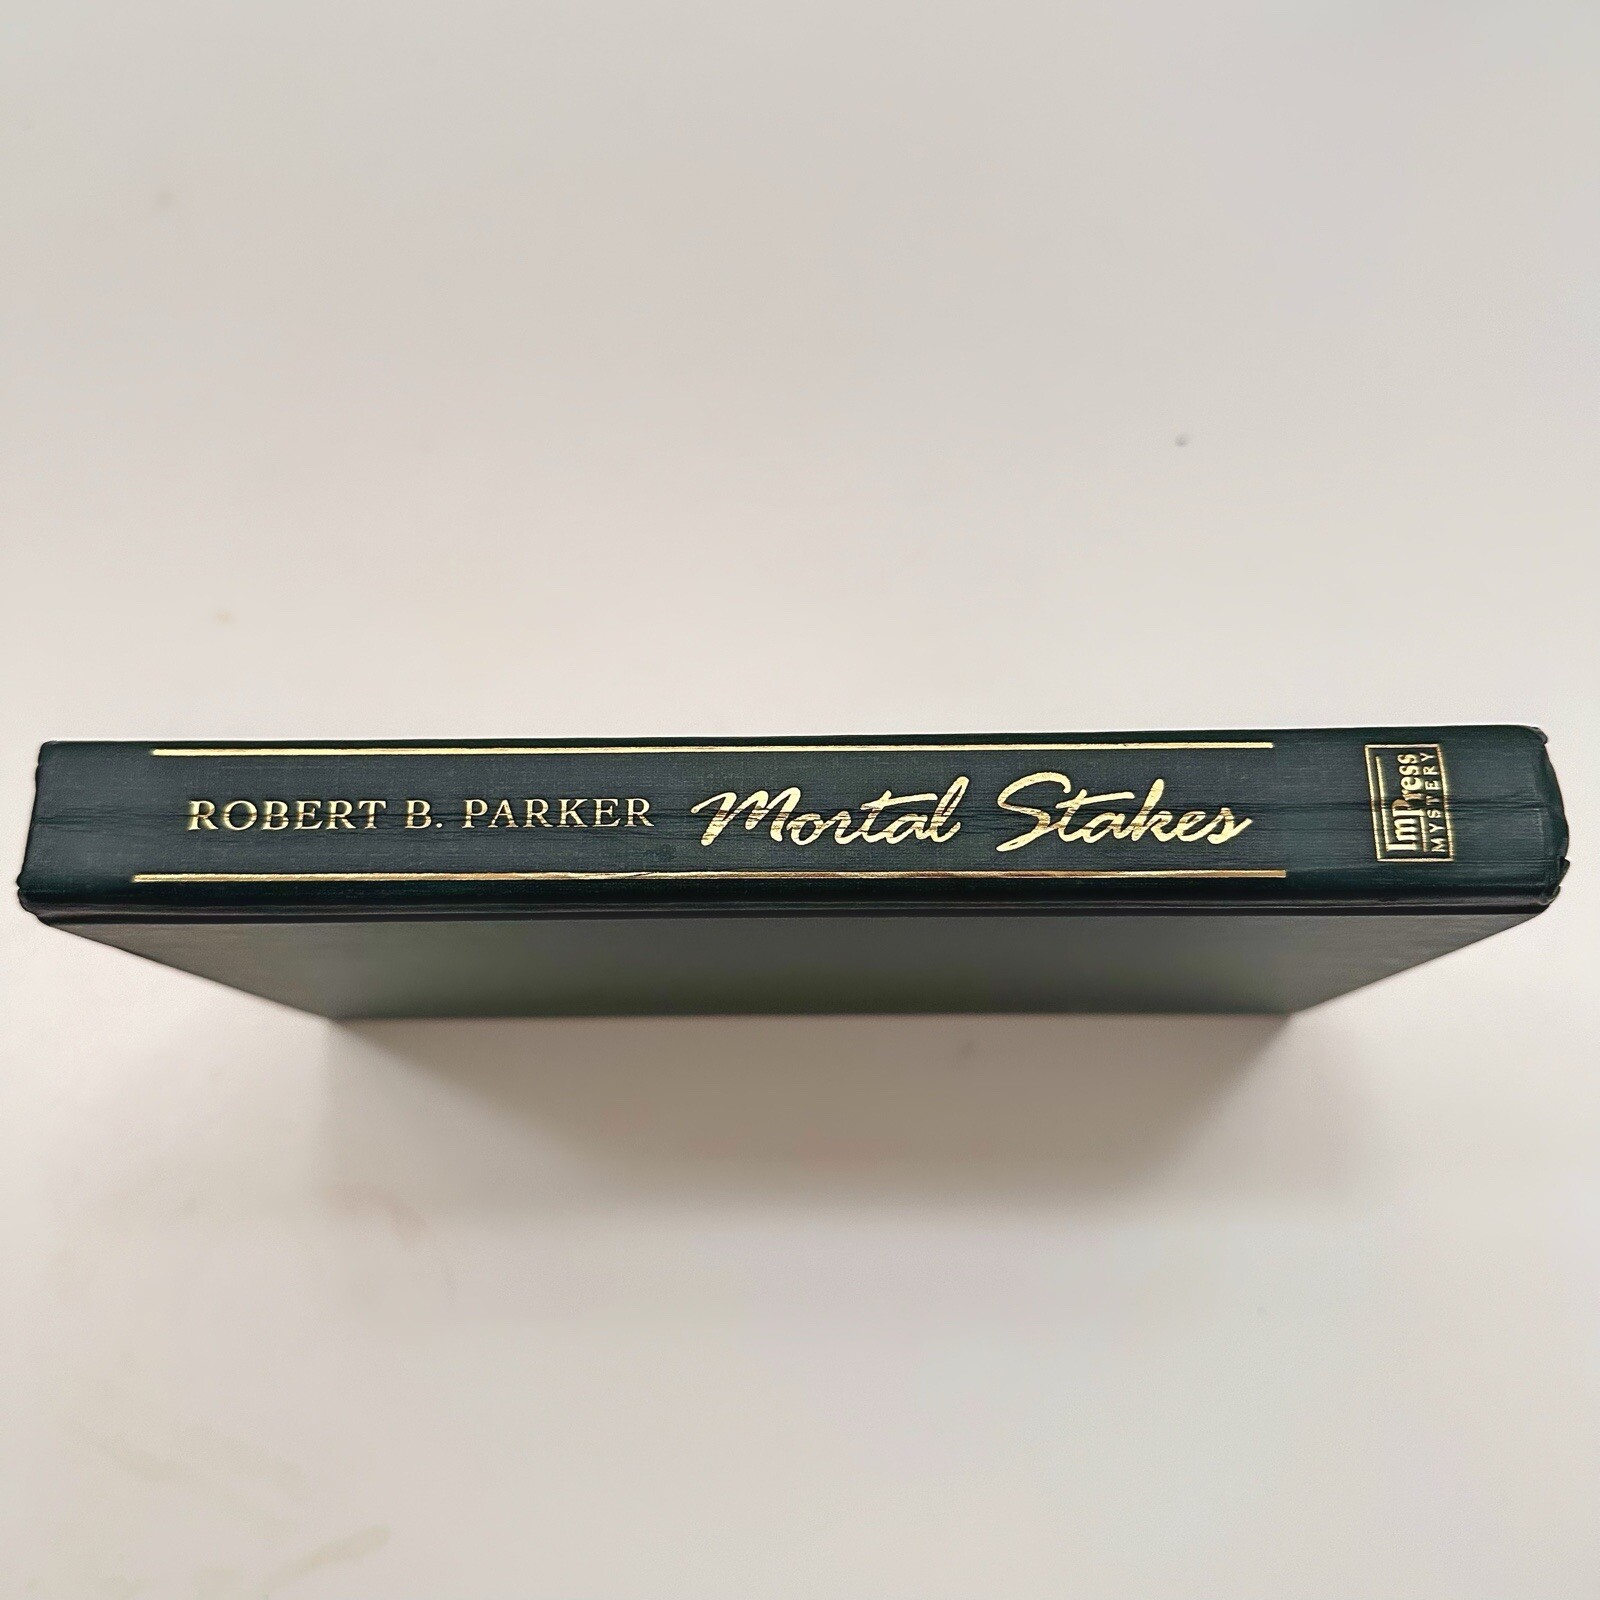 ROBERT B. PARKER Mortal Stakes
ImPress
MYSTERY